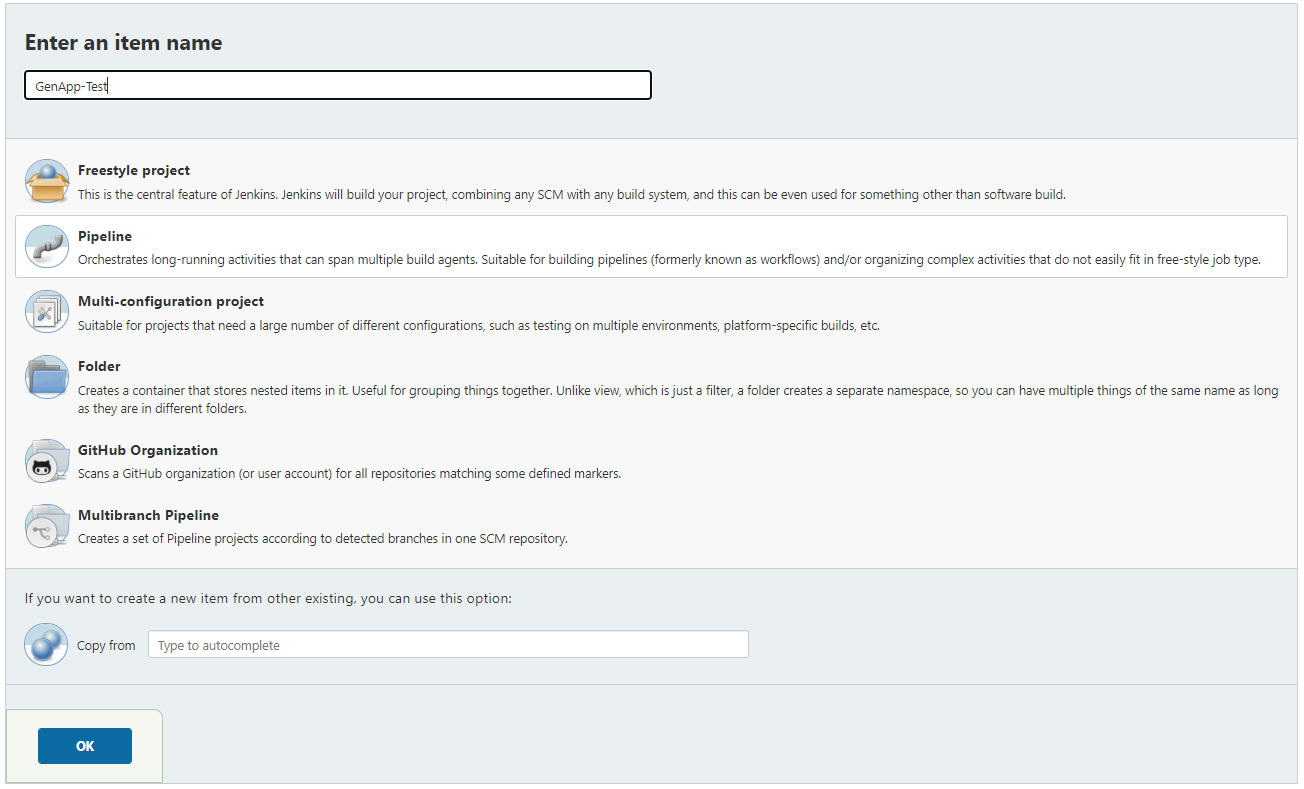 Enter an item name
GenApp-Test
Freestyle project
This is the central feature of Jenkins. Jenkins will build your project, combining any SCM with any build system, and this can be even used for something other than software build.
Pipeline
Orchestrates long-running activities that can span multiple build agents. Suitable for building pipelines (formerly known as workflows) and/or organizing complex activities that do not easily fit in free-style job type.
Multi-configuration project
Suitable for projects that need a large number of different configurations, such as testing on multiple environments, platform-specific builds, etc.
Folder
Creates a container that stores nested items in it. Useful for grouping things together. Unlike view, which is just a filter, a folder creates a separate namespace, so you can have multiple things of the same name as long
as they are in different folders.
GitHub Organization
Scans a GitHub organization (or user account) for all repositories matching some defined markers.
Multibranch Pipeline
Creates a set of Pipeline projects according to detected branches in one SCM repository.
If you want to create a new item from other existing, you can use this option:
Copy from
Type to autocomplete
OK